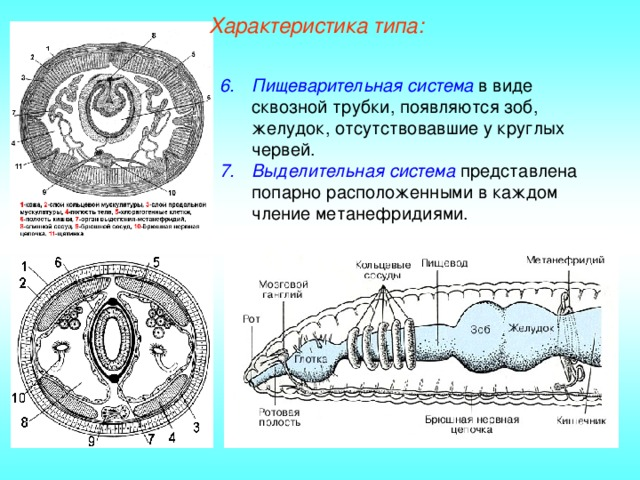 Характеристика типа:
6. Пищеварительная система в виде
сквозной трубки, появляются зоб,
желудок, отсутствовавшие у круглых
червей.
7. Выделительная система представлена
попарно расположенными в каждом
чление метанефридиями.
1
2
3
7
4
11
9
8
5
6
10
1-кожа, 2-слои кольцевой мускулатуры, 3-слои продольной
мускулатуры, 4-полость тела, 5-хлорагогенные клетки,
6-полость кишки, 7-орган выделения-метанефридий,
8-спинной сосуд, 9-брюшной сосуд, 10-брюшная нервная
цепочка, 11-щетинка
1
2
6
5
10
8
9
7
4
3
Кольцевые
сосуды
Пищевод
Метанефридий
Мозговой
ганглий
Рот
Глотка
Зоб
Желудок
Ротовая
полость
Брюшная нервная
цепочка
Кишечник